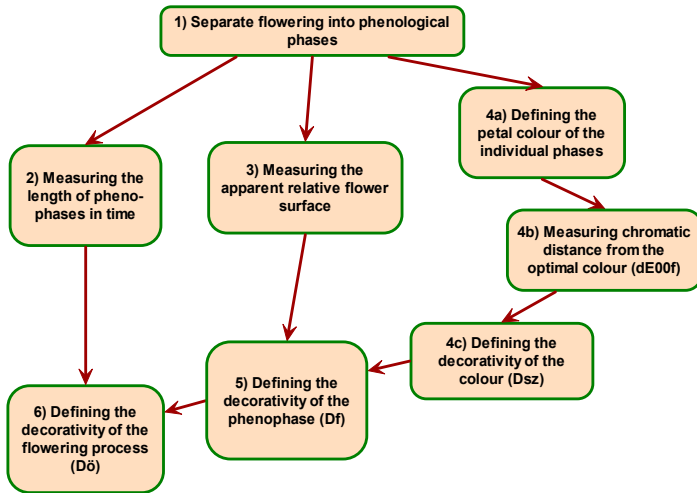 1) Separate flowering into phenological
phases
2) Measuring the
length of pheno-
phases in time
3) Measuring the
apparent relative flower
surface
4a) Defining the
petal colour of the
individual phases
4b) Measuring chromatic
distance from the
optimal colour (dE00f)
4c) Defining the
decorativity of the
colour (Dsz)
5) Defining the
decorativity of the
phenophase (Df)
6) Defining the
decorativity of the
flowering process
(Dö)